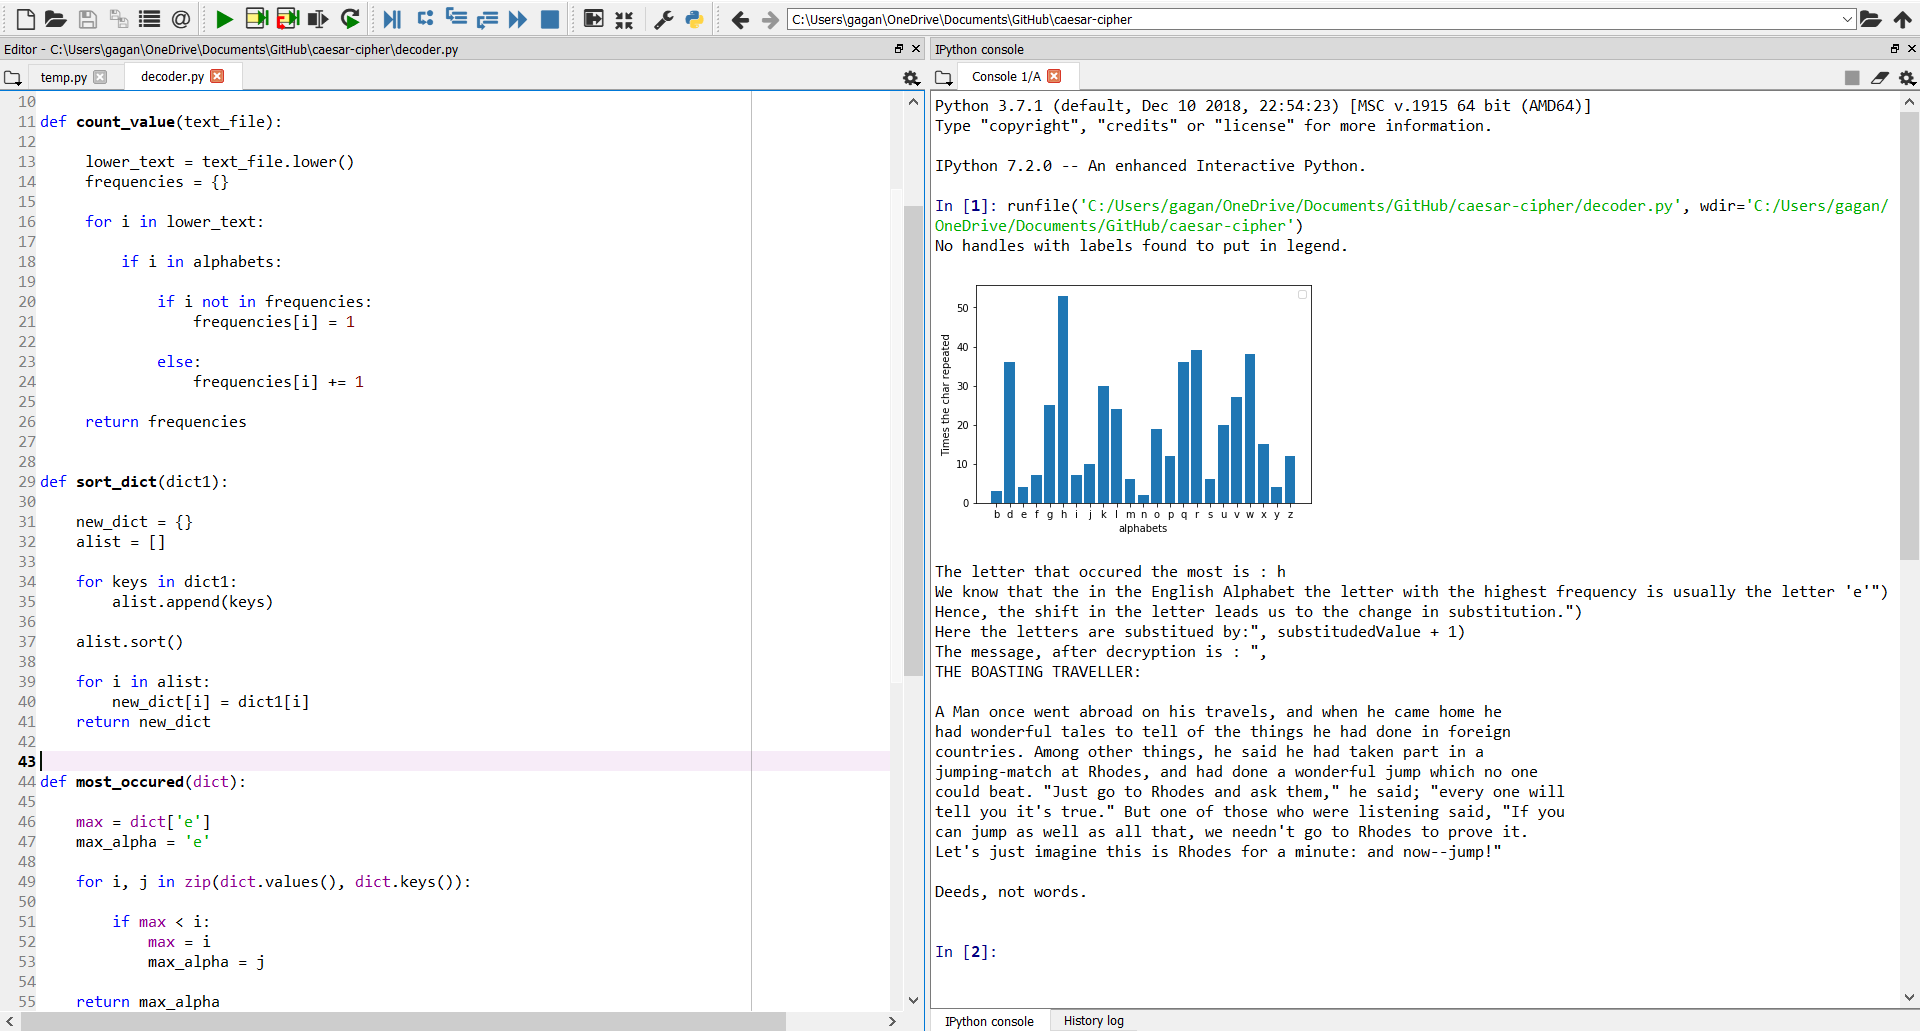 C:\Users\gagan\OneDrive\Documents\GitHub\caesar-cipher
Editor - C:\Users\gagan\OneDrive\Documents\GitHub\caesar-cipher\decoder.py
temp.py
decoder.py
10
11 def count_value(text_file):
12
13 lower_text = text_file.lower()
14 frequencies = {}
15
16 for i in lower_text:
17
18 if i in alphabets:
19
20 if i not in frequencies:
21 frequencies[i] = 1
22
23 else:
24 frequencies[i] += 1
25
26 return frequencies
27
28
29 def sort_dict(dict1):
30
31 new_dict = {}
32 alist = []
33
34 for keys in dict1:
35 alist.append(keys)
36
37 alist.sort()
38
39 for i in alist:
40 new_dict[i] = dict1[i]
41 return new_dict
42
43
44 def most_occured(dict):
45
46 max = dict['e']
47 max_alpha = 'e'
48
49 for i, j in zip(dict.values(), dict.keys()):
50
51 if max < i:
52 max = i
53 max_alpha = j
54
55 return max_alpha
IPython console
Console 1/A
Python 3.7.1 (default, Dec 10 2018, 22:54:23) [MSC v.1915 64 bit (AMD64)]
Type "copyright", "credits" or "license" for more information.
IPython 7.2.0 -- An enhanced Interactive Python.
In [1]: runfile('C:/Users/gagan/OneDrive/Documents/GitHub/caesar-cipher/decoder.py', wdir='C:/Users/gagan/
OneDrive/Documents/GitHub/caesar-cipher')
No handles with labels found to put in legend.
Times the char repeated
50
40
30
20
10
0
b d e f g h i j k l m n o p q r s u v w x y z
alphabets
The letter that occured the most is : h
We know that the in the English Alphabet the letter with the highest frequency is usually the letter 'e'")
Hence, the shift in the letter leads us to the change in substitution.")
Here the letters are substitued by:", substitudedValue + 1)
The message, after decryption is : ",
THE BOASTING TRAVELLER:
A Man once went abroad on his travels, and when he came home he
had wonderful tales to tell of the things he had done in foreign
countries. Among other things, he said he had taken part in a
jumping-match at Rhodes, and had done a wonderful jump which no one
could beat. "Just go to Rhodes and ask them," he said; "every one will
tell you it's true." But one of those who were listening said, "If you
can jump as well as all that, we needn't go to Rhodes to prove it.
Let's just imagine this is Rhodes for a minute: and now--jump!"
Deeds, not words.
In [2]:
IPython console
History log